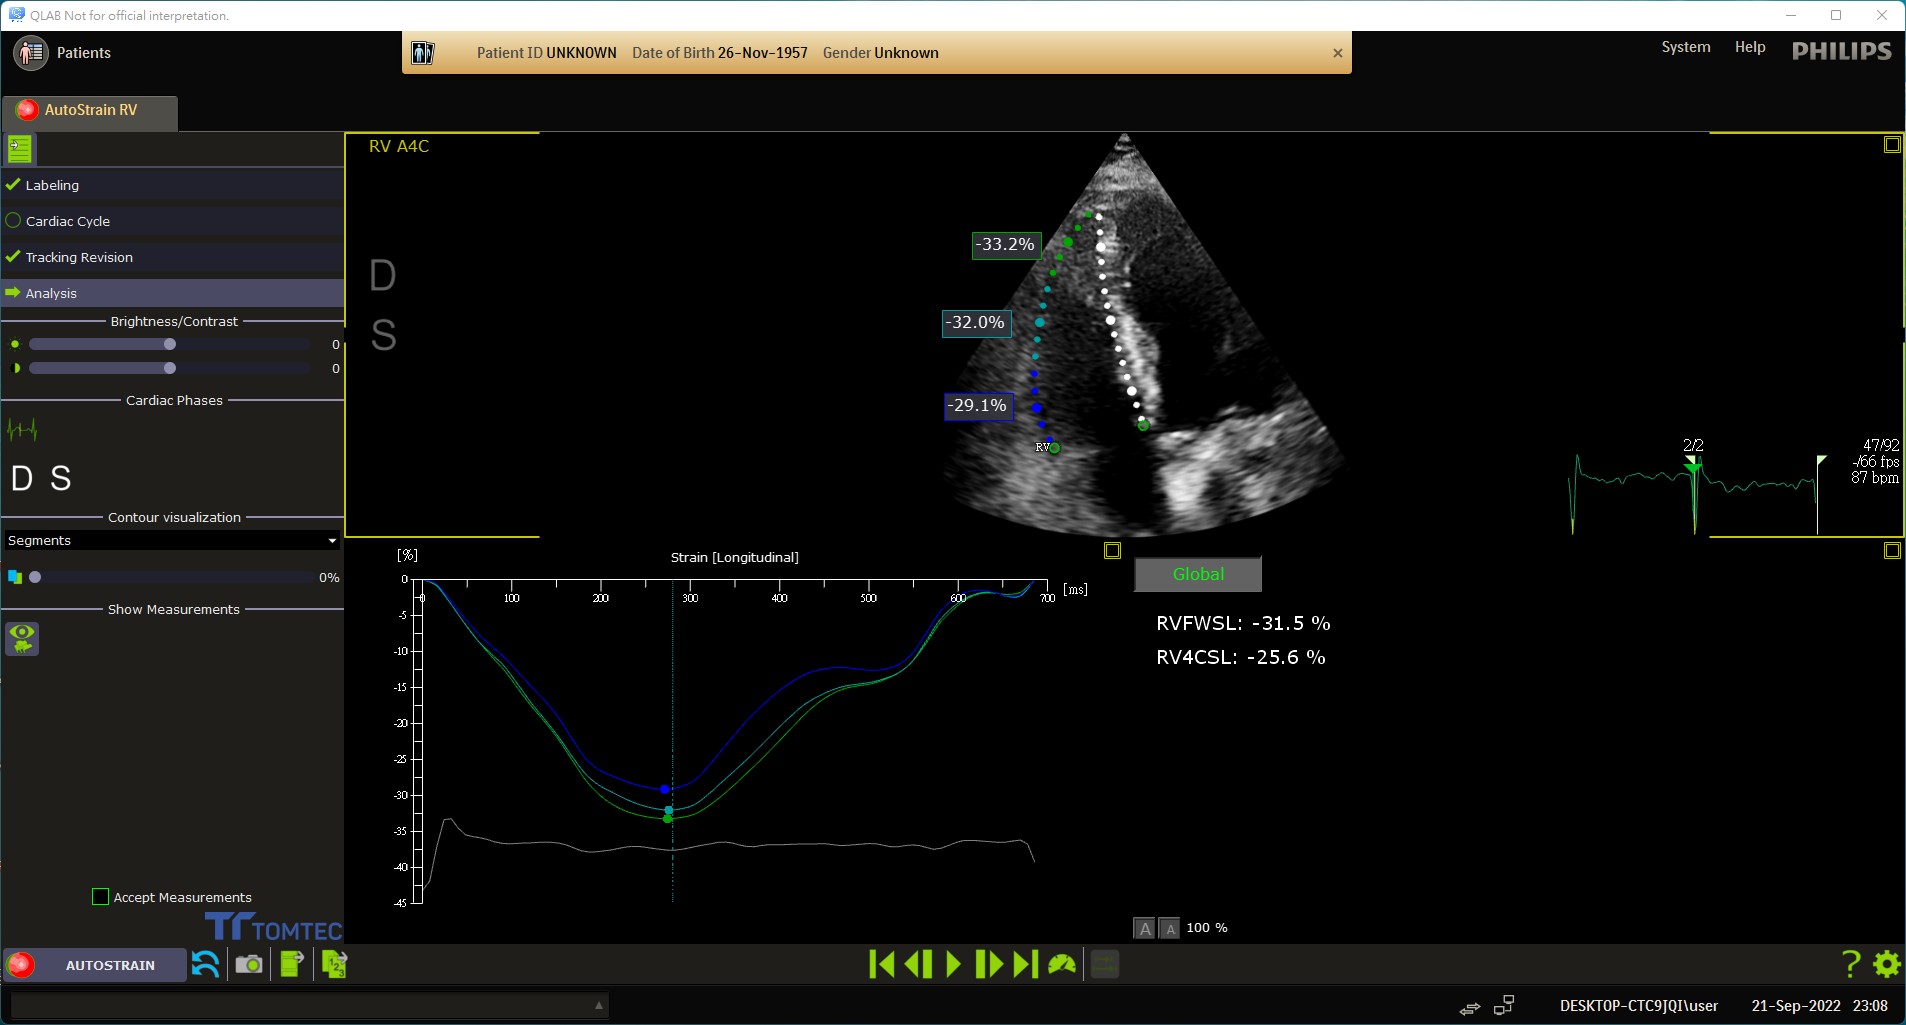 QLAB Not for official interpretation.
Patients
Patient ID UNKNOWN Date of Birth 26-Nov-1957 Gender Unknown
System Help PHILIPS
AutoStrain RV
Labeling
Cardiac Cycle
Tracking Revision
Analysis
Brightness/Contrast
0
0
Cardiac Phases
D S
Contour visualization
Segments
0%
Show Measurements
Accept Measurements
TOMTEC
RV A4C
D
S
-33.2%
-32.0%
-29.1%
RV
2/2
47/92
-/66 fps
87 bpm
[%]
Strain [Longitudinal]
0
-5
-10
-15
-20
-25
-30
-35
-40
-45
0 100 200 300 400 500 600 700 [ms]
Global
RVFWSL: -31.5 %
RV4CSL: -25.6 %
A A 100 %
AUTOSTRAIN
1 2 3
?
DESKTOP-CTC9JQI\user 21-Sep-2022 23:08